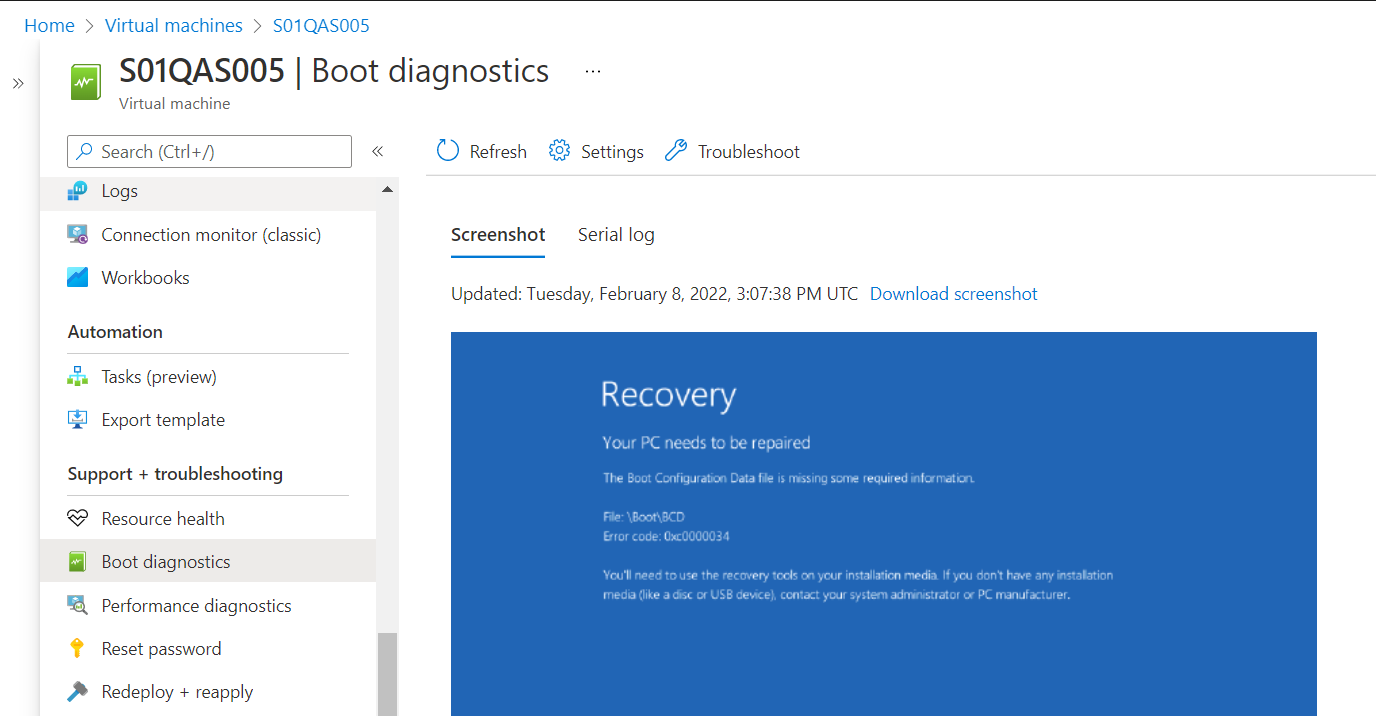 Home > Virtual machines > S01QAS005
S01QAS005 | Boot diagnostics ...
Virtual machine
Search (Ctrl+/)
Logs
Connection monitor (classic)
Workbooks
Automation
Tasks (preview)
Export template
Support + troubleshooting
Resource health
Boot diagnostics
Performance diagnostics
Reset password
Redeploy + reapply
Refresh Settings Troubleshoot
Screenshot Serial log
Updated: Tuesday, February 8, 2022, 3:07:38 PM UTC Download screenshot
Recovery
Your PC needs to be repaired
The Boot Configuration Data file is missing some required information.
File: \Boot\BCD
Error code: 0xc0000034
You'll need to use the recovery tools on your installation media. If you don't have any installation
media (like a disc or USB device), contact your system administrator or PC manufacturer.